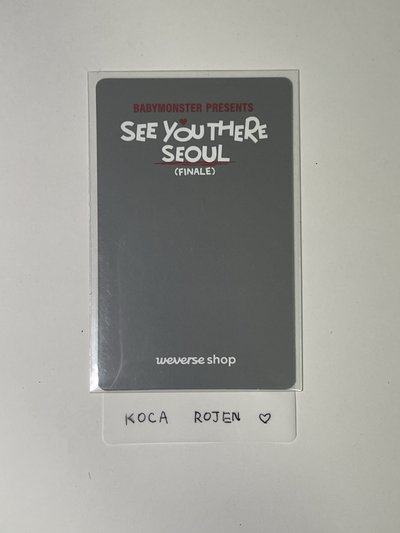 BABYMONSTER PRESENTS
SEE YOU THERE
SEOUL
(FINALE)
weverse shop
KOCA ROJEN ♡